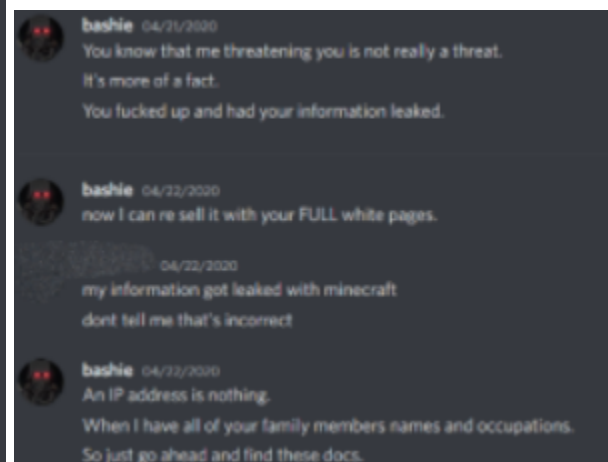 bashie 04/21/2020
You know that me threatening you is not really a threat.
It's more of a fact.
You fucked up and had your information leaked.
bashie 04/22/2020
now I can re sell it with your FULL white pages.
04/22/2020
my information got leaked with minecraft
dont tell me that's incorrect
bashie 04/22/2020
An IP address is nothing.
When I have all of your family members names and occupations.
So just go ahead and find these docs.